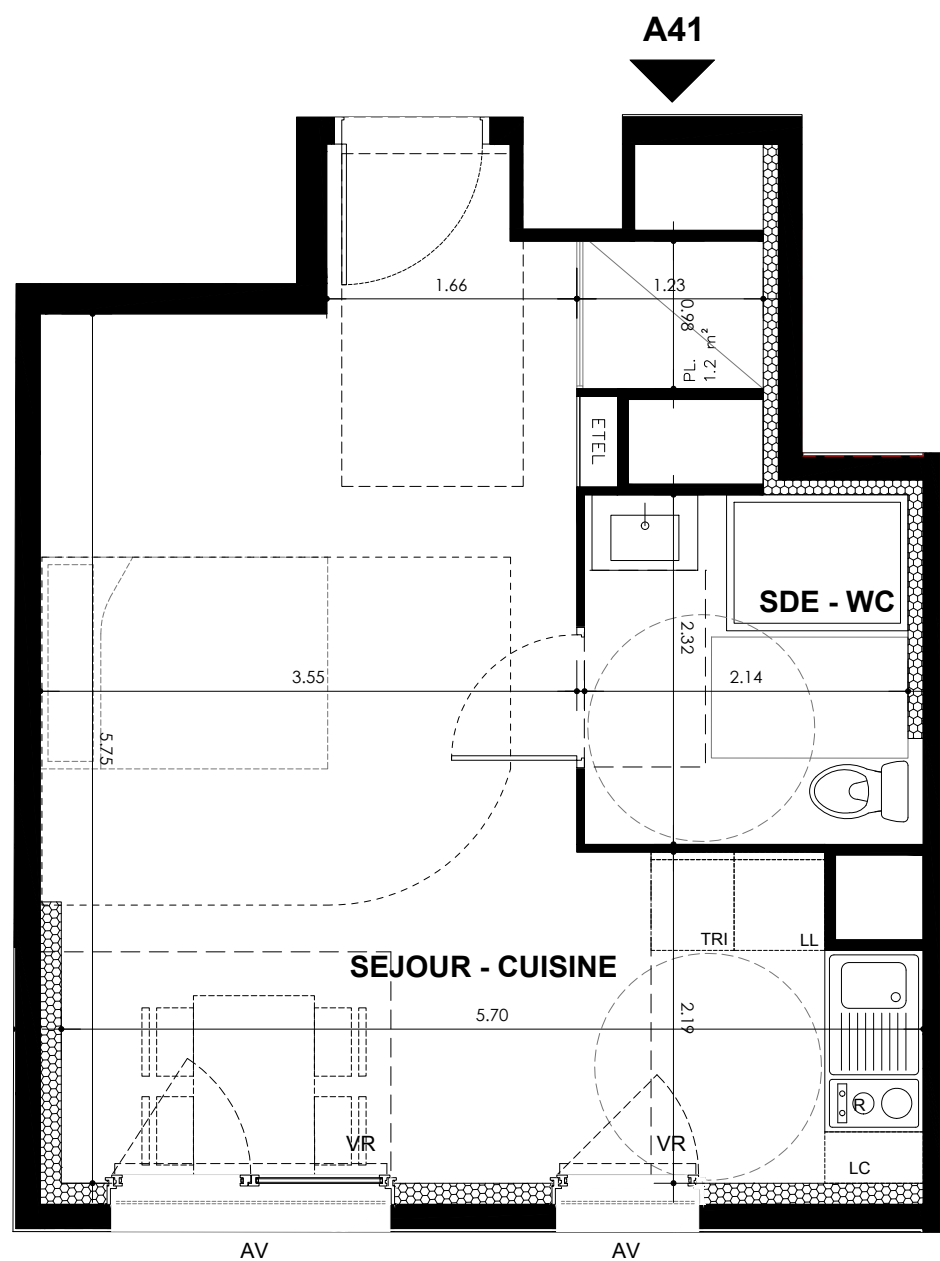 A41
1.66
1.23
0.98
PL.
1.2 m²
ETEL
SDE - WC
2.32
3.55
2.14
5.75
TRI
LL
SEJOUR - CUISINE
5.70
2.19
R
VR
VR
LC
AV
AV